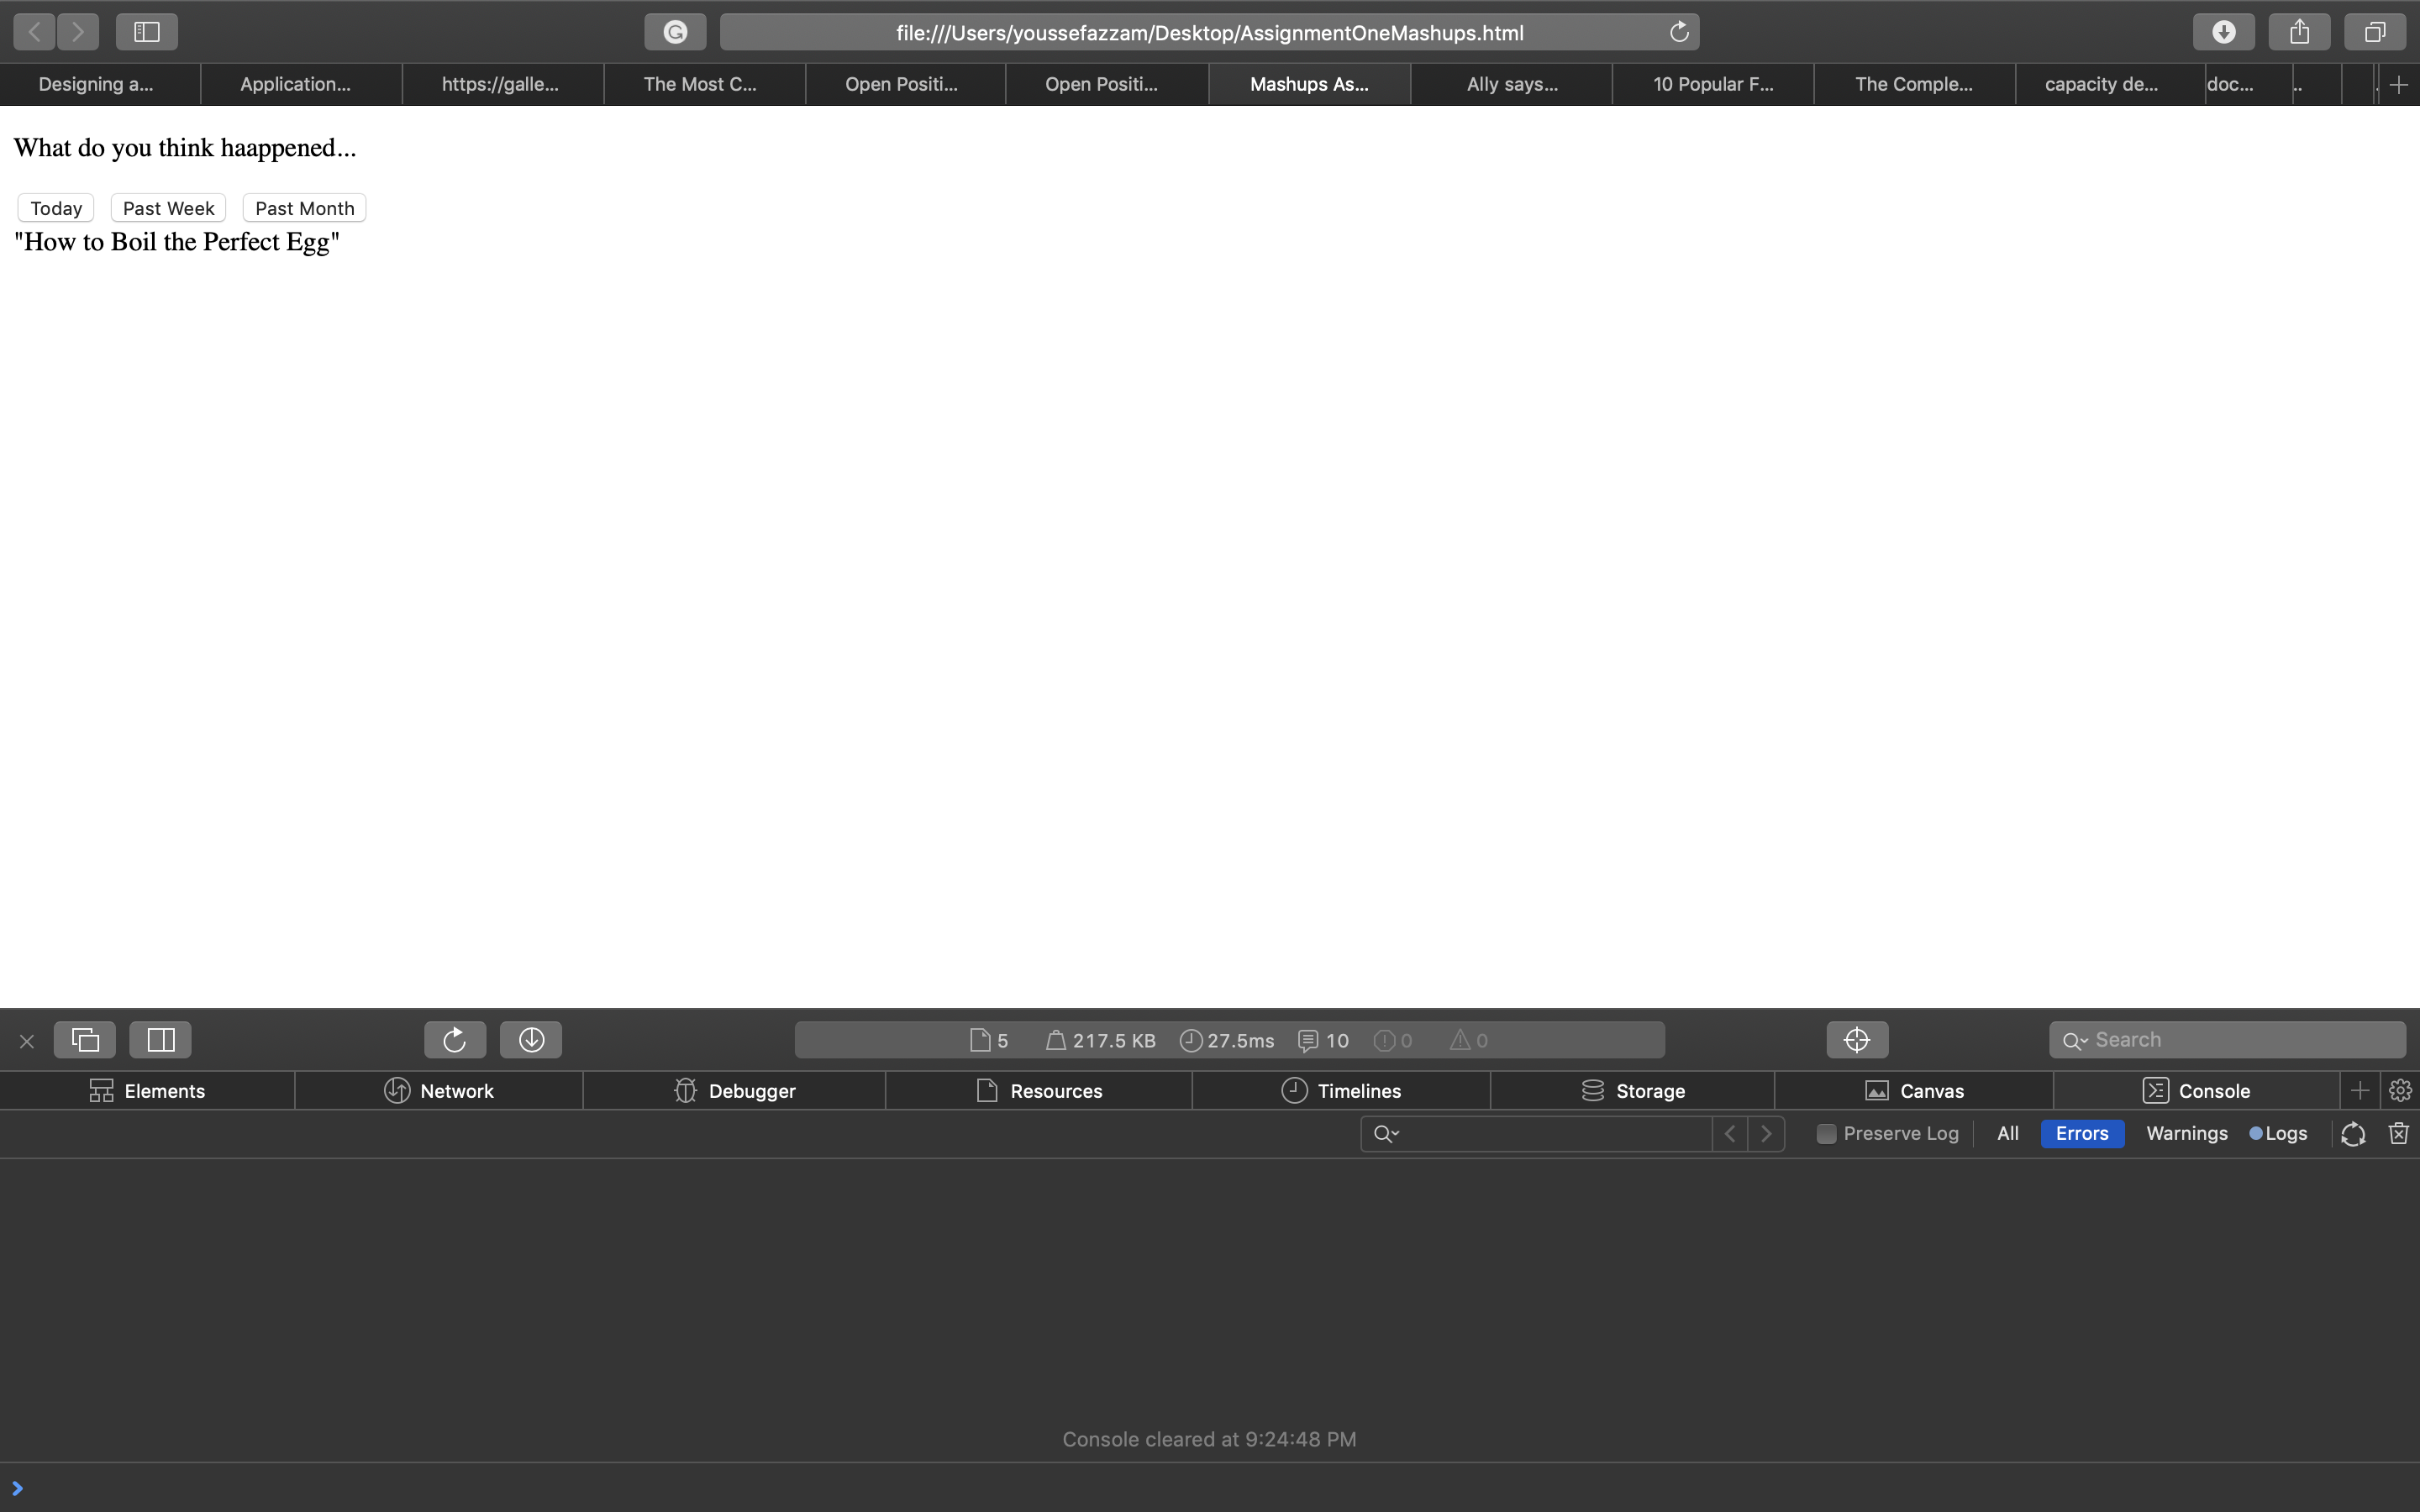 file:///Users/youssefazzam/Desktop/AssignmentOneMashups.html
Designing a... Application... https://galle... The Most C... Open Positi... Open Positi... Mashups As... Ally says... 10 Popular F... The Comple... capacity de... doc... ..
What do you think haappened...
Today Past Week Past Month
"How to Boil the Perfect Egg"
5 217.5 KB 27.5ms 10 0 0 Search
Elements Network Debugger Resources Timelines Storage Canvas Console
Preserve Log All Errors Warnings Logs
Console cleared at 9:24:48 PM